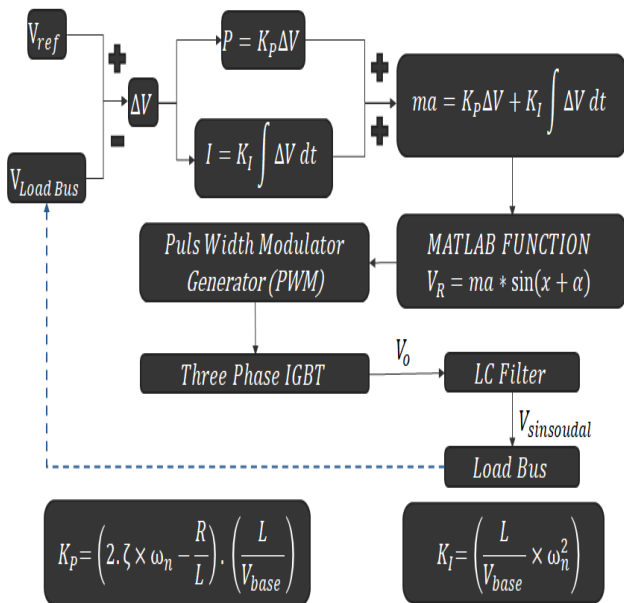 V_ref
+
−
ΔV
V_Load Bus
P = K_P ΔV
I = K_I ∫ ΔV dt
+
+
ma = K_P ΔV + K_I ∫ ΔV dt
MATLAB FUNCTION
V_R = ma * sin(x + α)
Puls Width Modulator
Generator (PWM)
Three Phase IGBT
V_o
LC Filter
V_sinsoudal
Load Bus
K_P = (2.ζ × ω_n − R/L) . (L/V_base)
K_I = (L/V_base × ω_n^2)